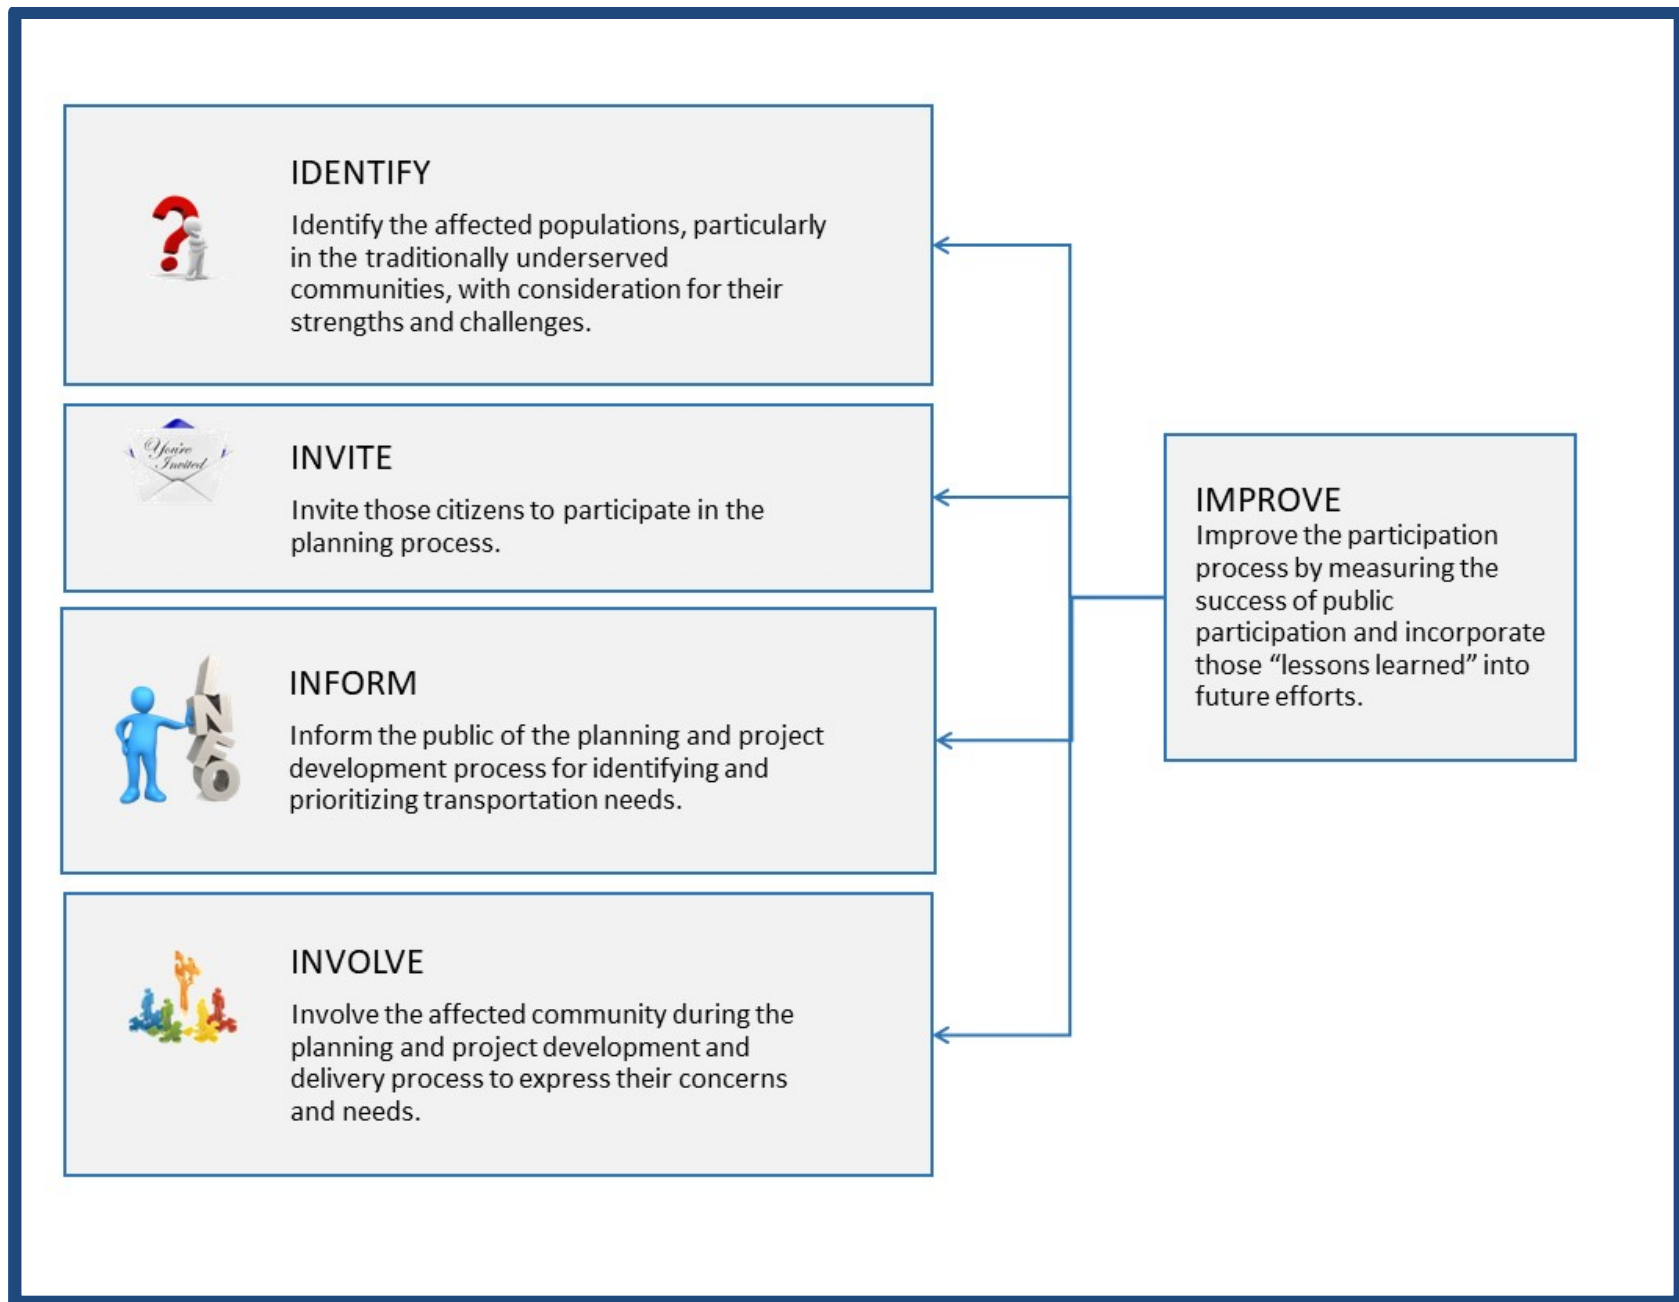 IDENTIFY
Identify the affected populations, particularly
in the traditionally underserved
communities, with consideration for their
strengths and challenges.
You're
Invited
INVITE
Invite those citizens to participate in the
planning process.
INFO
INFORM
Inform the public of the planning and project
development process for identifying and
prioritizing transportation needs.
INVOLVE
Involve the affected community during the
planning and project development and
delivery process to express their concerns
and needs.
IMPROVE
Improve the participation
process by measuring the
success of public
participation and incorporate
those “lessons learned” into
future efforts.